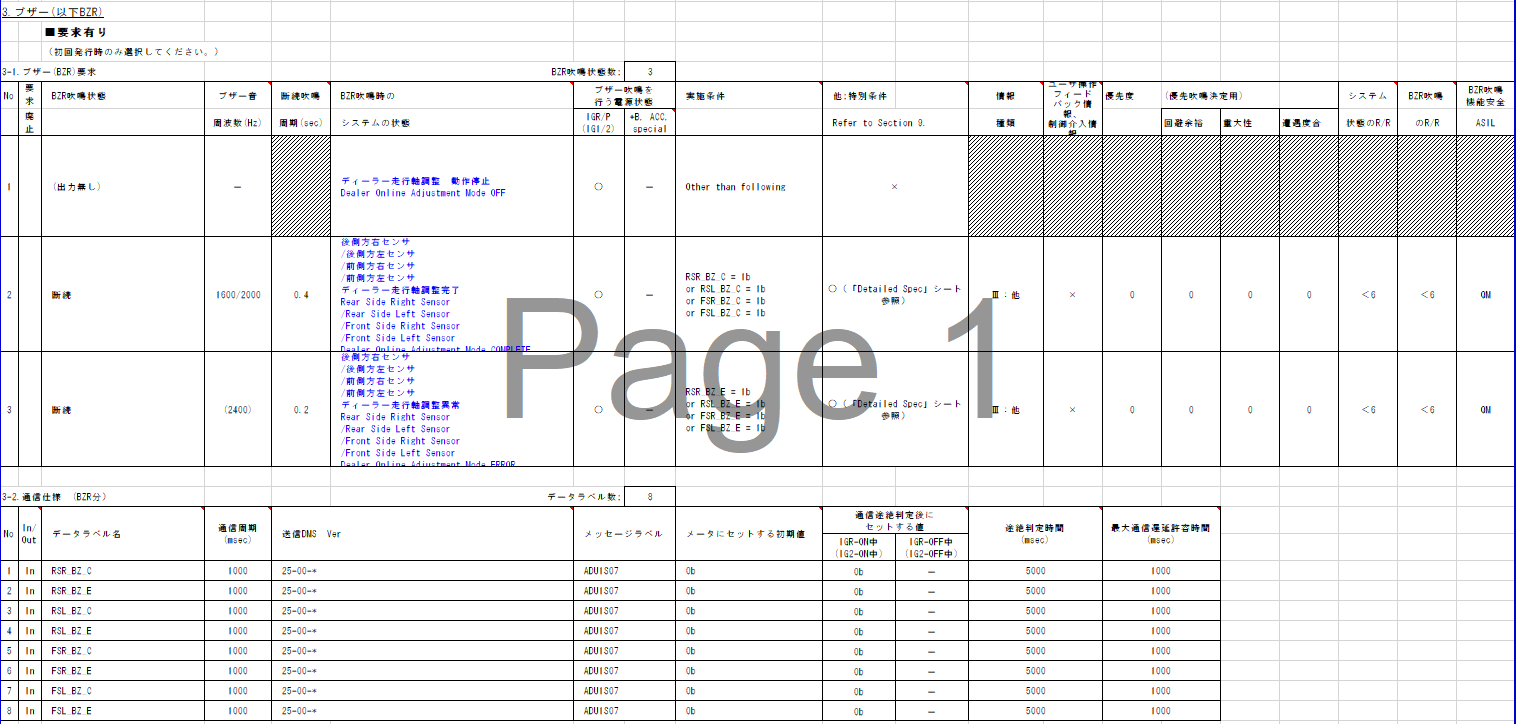 3. ブザー(以下BZR)
■要求有り
(初回発行時のみ選択してください。)
3-1. ブザー(BZR)要求 BZR吹鳴状態数: 3
No 要求 廃止 BZR吹鳴状態 ブザー音 周波数(Hz) 断続吹鳴 周期(sec) BZR吹鳴時の システムの状態 ブザー吹鳴を 行う電源状態 IGR/P (IG1/2) *B, ACC, special 実施条件 他:特別条件 Refer to Section 9. 情報 種類 ユーザ操作 フィード バック情報、 制御介入情報 優先度 (優先吹鳴決定用) 回避余裕 重大性 遭遇度合 システム 状態のR/R BZR吹鳴 のR/R BZR吹鳴 機能安全 ASIL
1 (出力無し) — ディーラー走行軸調整 動作停止
Dealer Online Adjustment Mode OFF ○ — Other than following ×
2 断続 1600/2000 0.4 後側方右センサ
/後側方左センサ
/前側方右センサ
/前側方左センサ
ディーラー走行軸調整完了
Rear Side Right Sensor
/Rear Side Left Sensor
/Front Side Right Sensor
/Front Side Left Sensor
Dealer Online Adjustment Mode COMPLETE
○ — RSR_BZ_C = 1b
or RSL_BZ_C = 1b
or FSR_BZ_C = 1b
or FSL_BZ_C = 1b
○(「Detailed Spec」シート
参照) Ⅲ:他 × 0 0 0 0 <6 <6 QM
3 断続 (2400) 0.2 後側方右センサ
/後側方左センサ
/前側方右センサ
/前側方左センサ
ディーラー走行軸調整異常
Rear Side Right Sensor
/Rear Side Left Sensor
/Front Side Right Sensor
/Front Side Left Sensor
Dealer Online Adjustment Mode ERROR
○ — RSR_BZ_E = 1b
or RSL_BZ_E = 1b
or FSR_BZ_E = 1b
or FSL_BZ_E = 1b
○(「Detailed Spec」シート
参照) Ⅲ:他 × 0 0 0 0 <6 <6 QM
Page 1
3-2. 通信仕様 (BZR分) データラベル数: 8
No In/Out データラベル名 通信周期 (msec) 送信DMS Ver メッセージラベル メータにセットする初期値 通信途絶判定後に セットする値 IGR-ON中 (IG2-ON中) IGR-OFF中 (IG2-OFF中) 途絶判定時間 (msec) 最大通信遅延許容時間 (msec)
1 In RSR_BZ_C 1000 25-00-* ADU1S07 0b 0b — 5000 1000
2 In RSR_BZ_E 1000 25-00-* ADU1S07 0b 0b — 5000 1000
3 In RSL_BZ_C 1000 25-00-* ADU1S07 0b 0b — 5000 1000
4 In RSL_BZ_E 1000 25-00-* ADU1S07 0b 0b — 5000 1000
5 In FSR_BZ_C 1000 25-00-* ADU1S07 0b 0b — 5000 1000
6 In FSR_BZ_E 1000 25-00-* ADU1S07 0b 0b — 5000 1000
7 In FSL_BZ_C 1000 25-00-* ADU1S07 0b 0b — 5000 1000
8 In FSL_BZ_E 1000 25-00-* ADU1S07 0b 0b — 5000 1000